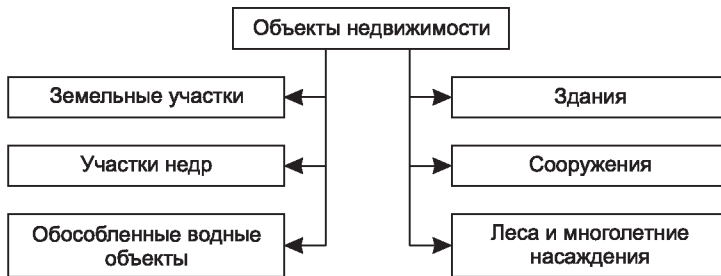 Объекты недвижимости
Земельные участки
Здания
Участки недр
Сооружения
Обособленные водные
объекты
Леса и многолетние
насаждения